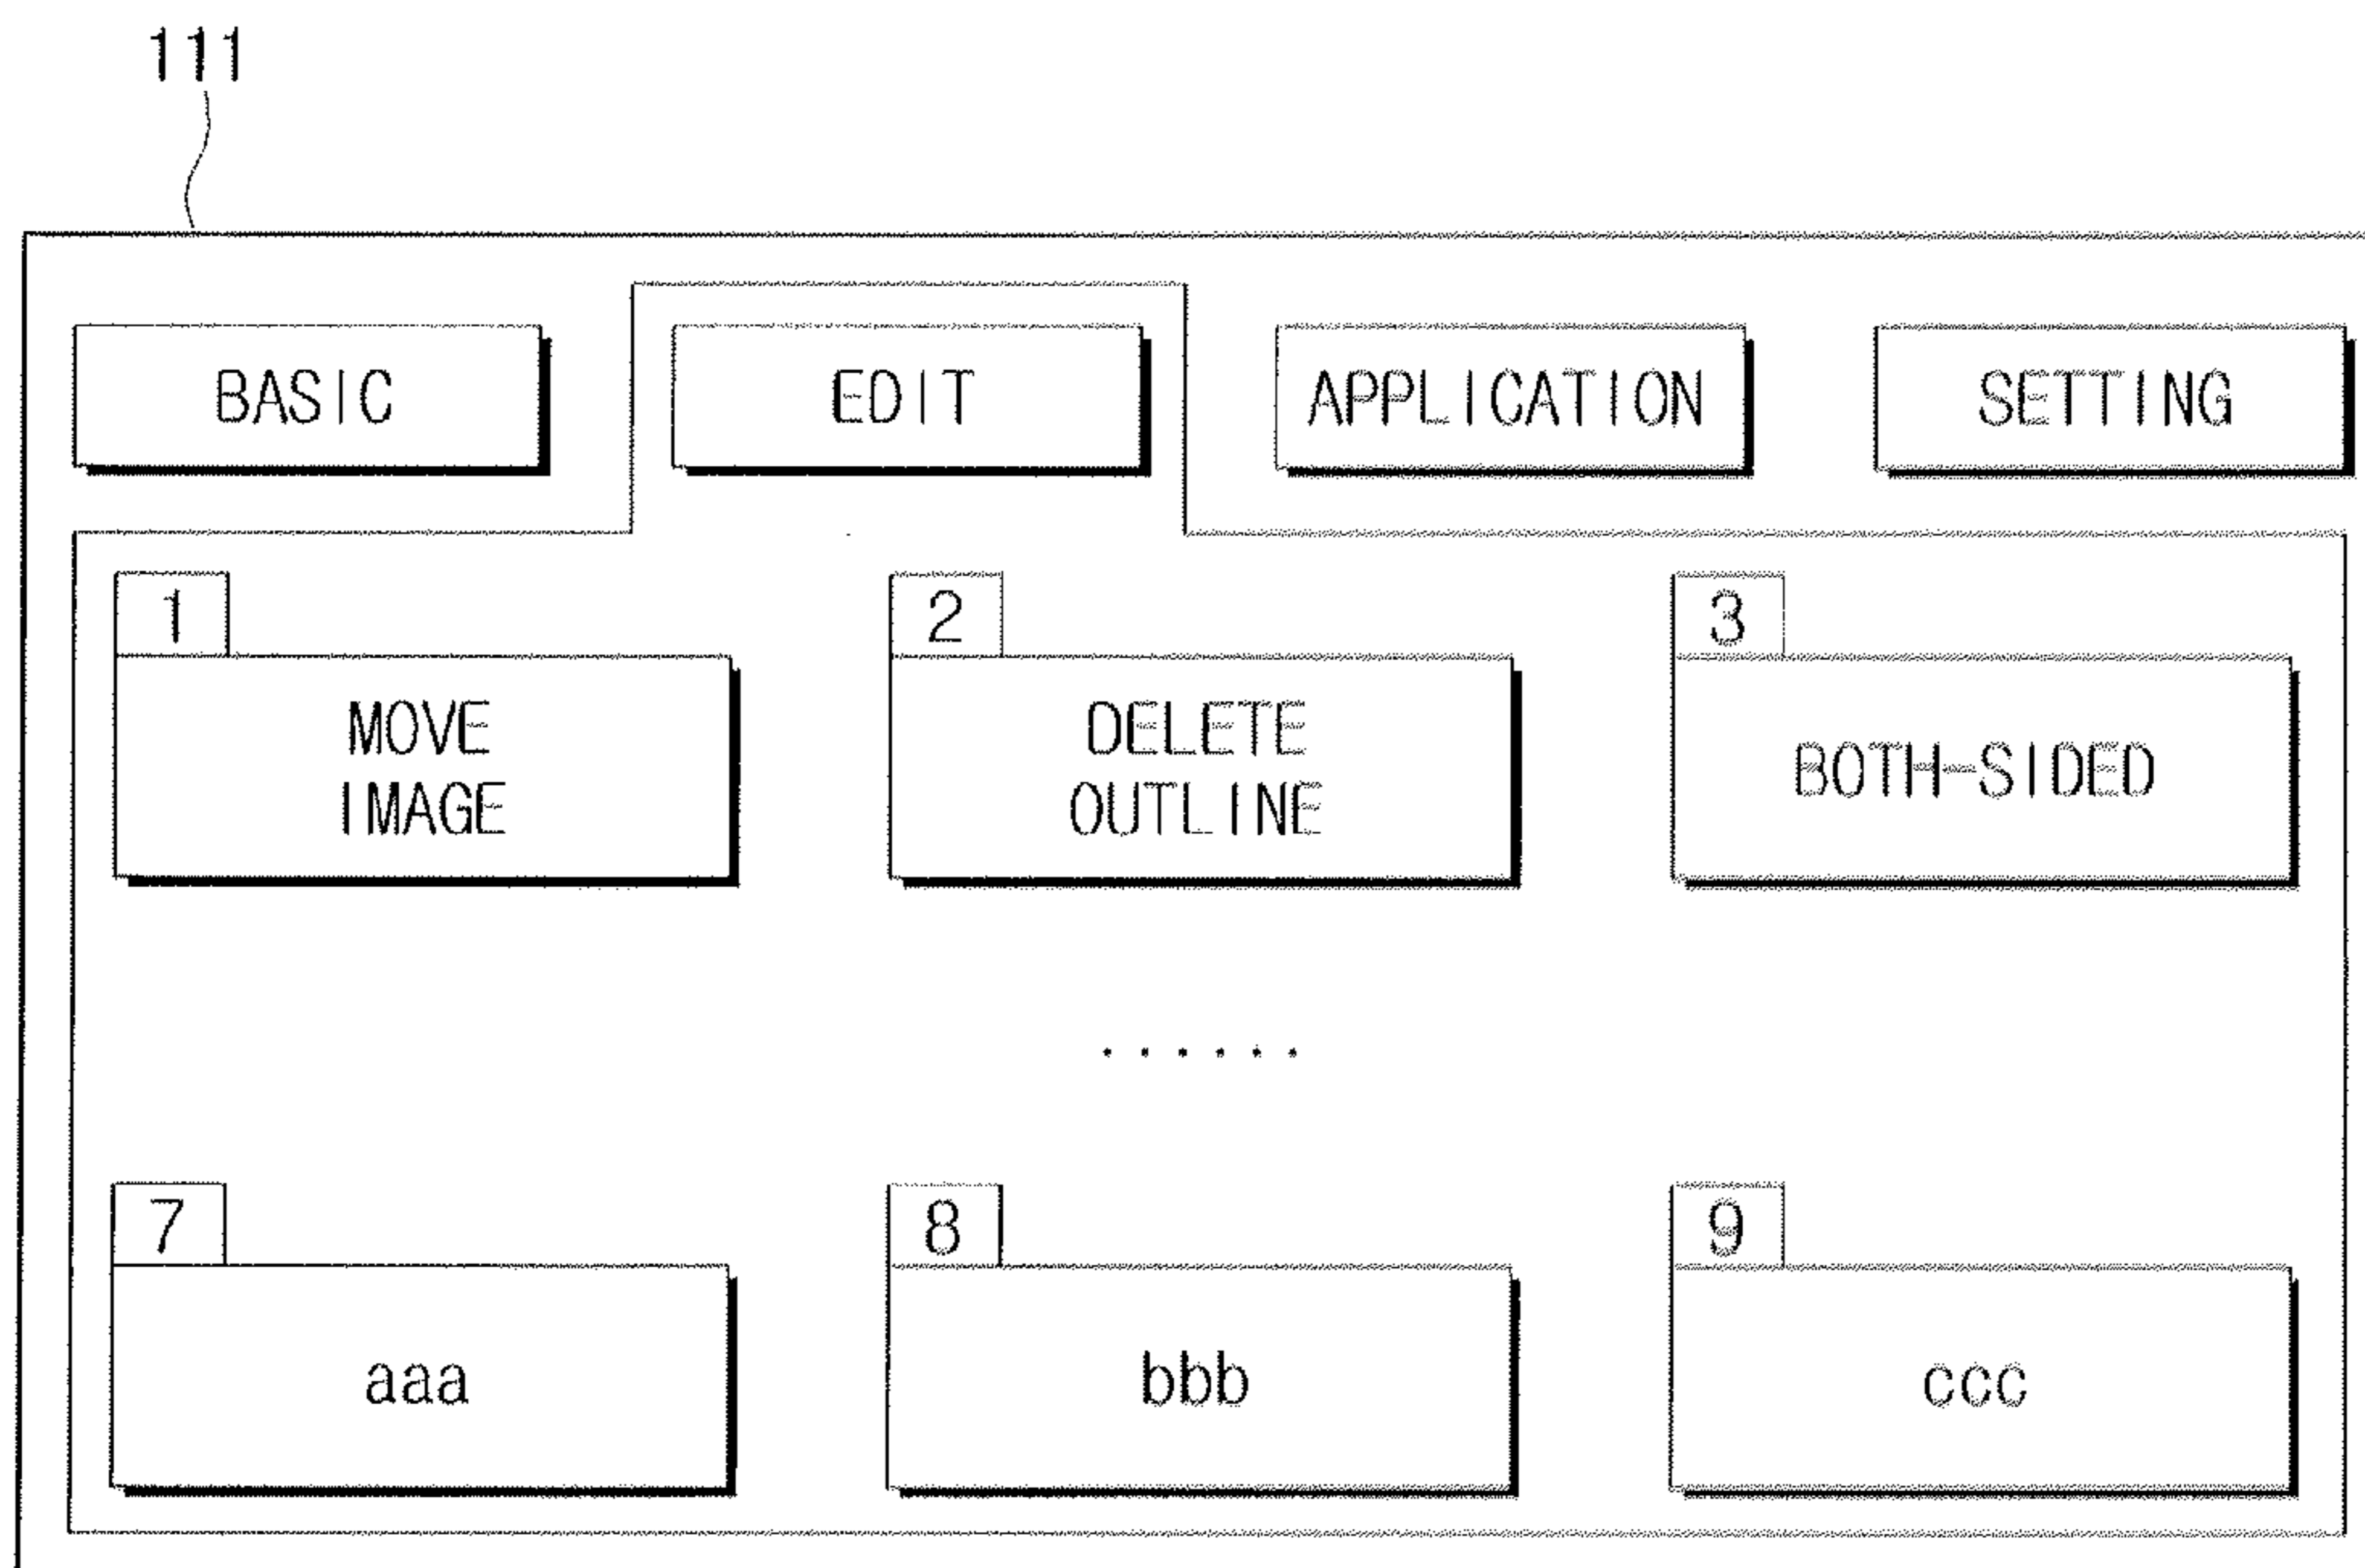 111
BASIC EDIT APPLICATION SETTING
1 2 3
MOVE IMAGE
DELETE OUTLINE
BOTH-SIDED
......
7 8 9
aaa bbb ccc